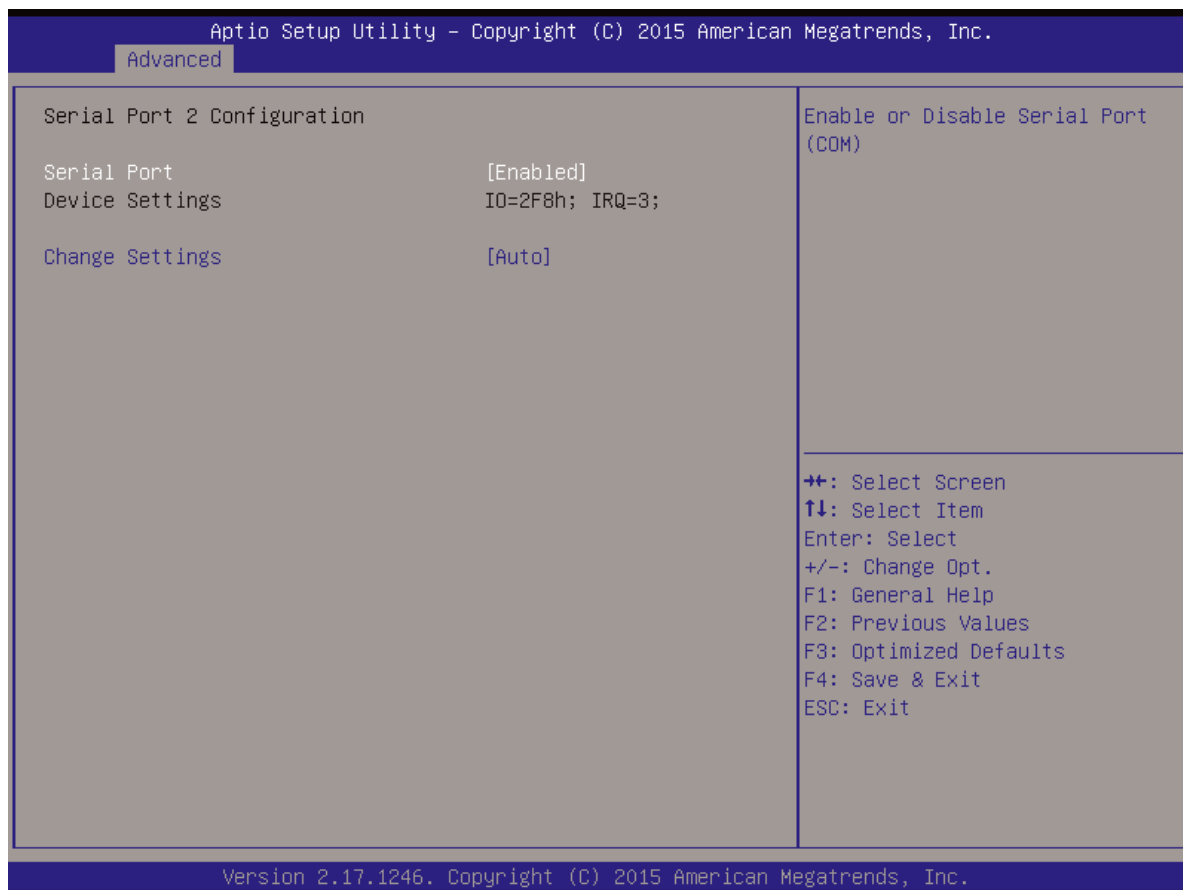 Aptio Setup Utility – Copyright (C) 2015 American Megatrends, Inc.
Advanced
Serial Port 2 Configuration
Serial Port [Enabled]
Device Settings IO=2F8h; IRQ=3;
Change Settings [Auto]
Enable or Disable Serial Port
(COM)
→←: Select Screen
↑↓: Select Item
Enter: Select
+/-: Change Opt.
F1: General Help
F2: Previous Values
F3: Optimized Defaults
F4: Save & Exit
ESC: Exit
Version 2.17.1246. Copyright (C) 2015 American Megatrends, Inc.